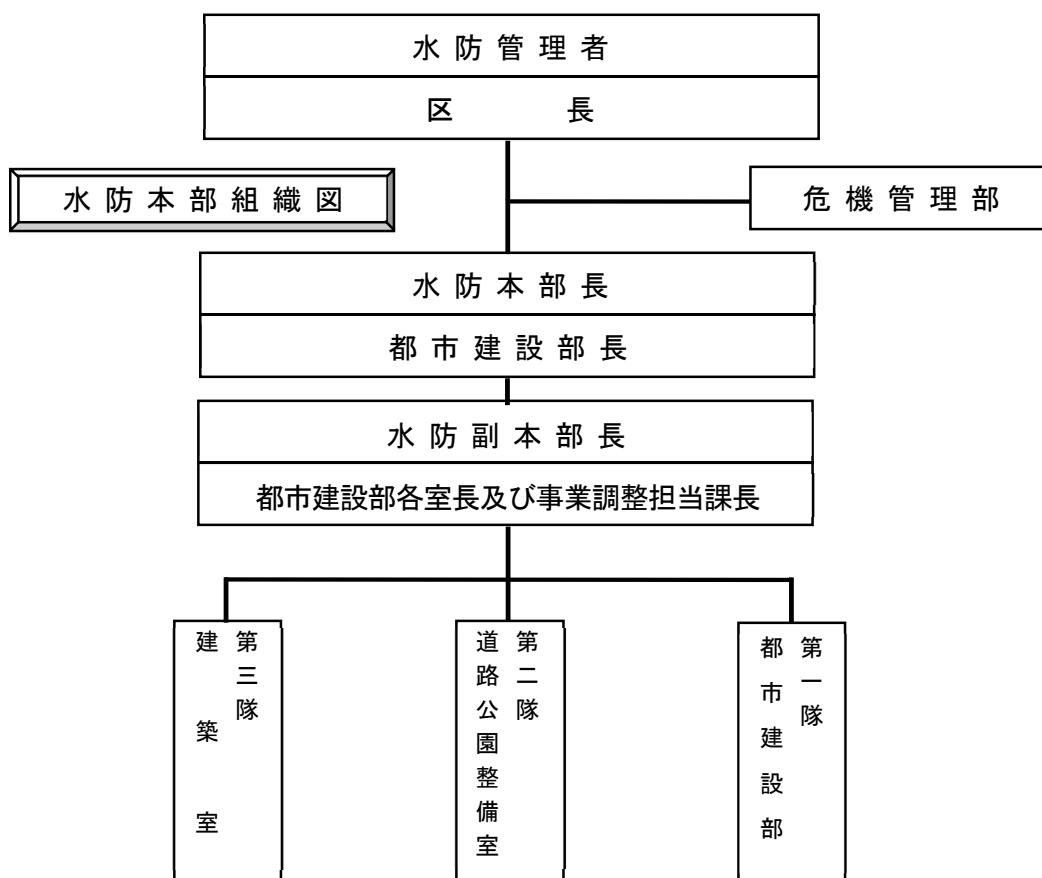 水防管理者
区長
水防本部組織図
危機管理部
水防本部長
都市建設部長
水防副本部長
都市建設部各室長及び事業調整担当課長
第一隊
都市建設部
第二隊
道路公園整備室
第三隊
建築室